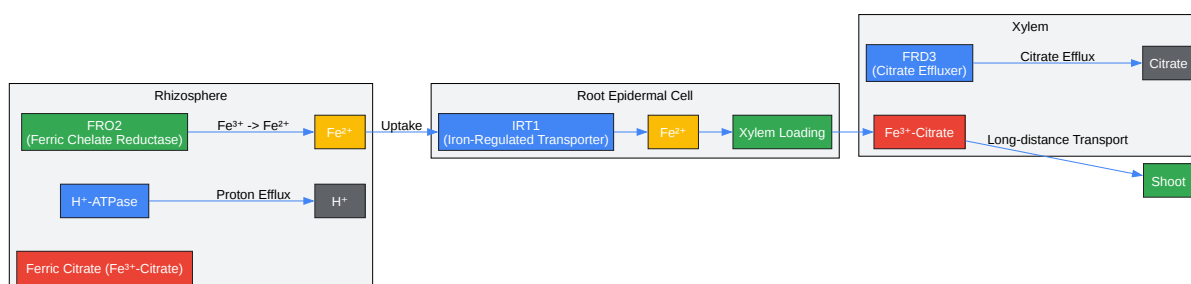 Rhizosphere
FRO2
(Ferric Chelate Reductase)
Fe³⁺ -> Fe²⁺
Fe²⁺
Uptake
H⁺-ATPase
Proton Efflux
H⁺
Ferric Citrate (Fe³⁺-Citrate)
Root Epidermal Cell
IRT1
(Iron-Regulated Transporter)
Fe²⁺
Xylem Loading
Xylem
FRD3
(Citrate Effluxer)
Citrate Efflux
Citrate
Fe³⁺-Citrate
Long-distance Transport
Shoot